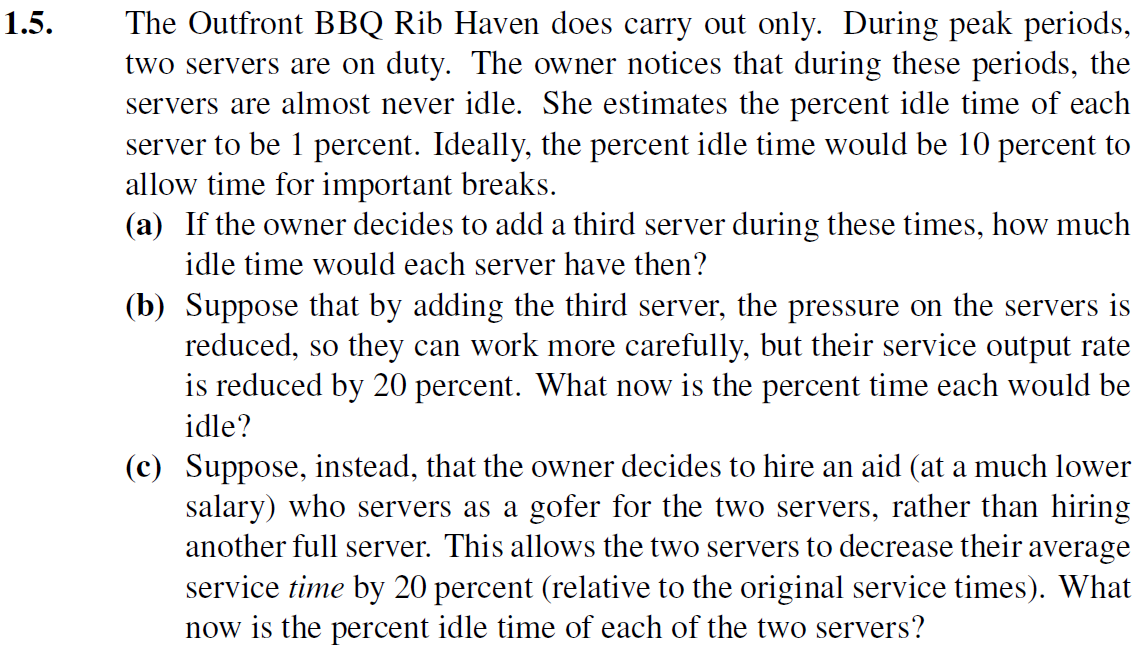 1.5. The Outfront BBQ Rib Haven does carry out only. During peak periods,
two servers are on duty. The owner notices that during these periods, the
servers are almost never idle. She estimates the percent idle time of each
server to be 1 percent. Ideally, the percent idle time would be 10 percent to
allow time for important breaks.
(a) If the owner decides to add a third server during these times, how much
idle time would each server have then?
(b) Suppose that by adding the third server, the pressure on the servers is
reduced, so they can work more carefully, but their service output rate
is reduced by 20 percent. What now is the percent time each would be
idle?
(c) Suppose, instead, that the owner decides to hire an aid (at a much lower
salary) who servers as a gofer for the two servers, rather than hiring
another full server. This allows the two servers to decrease their average
service time by 20 percent (relative to the original service times). What
now is the percent idle time of each of the two servers?